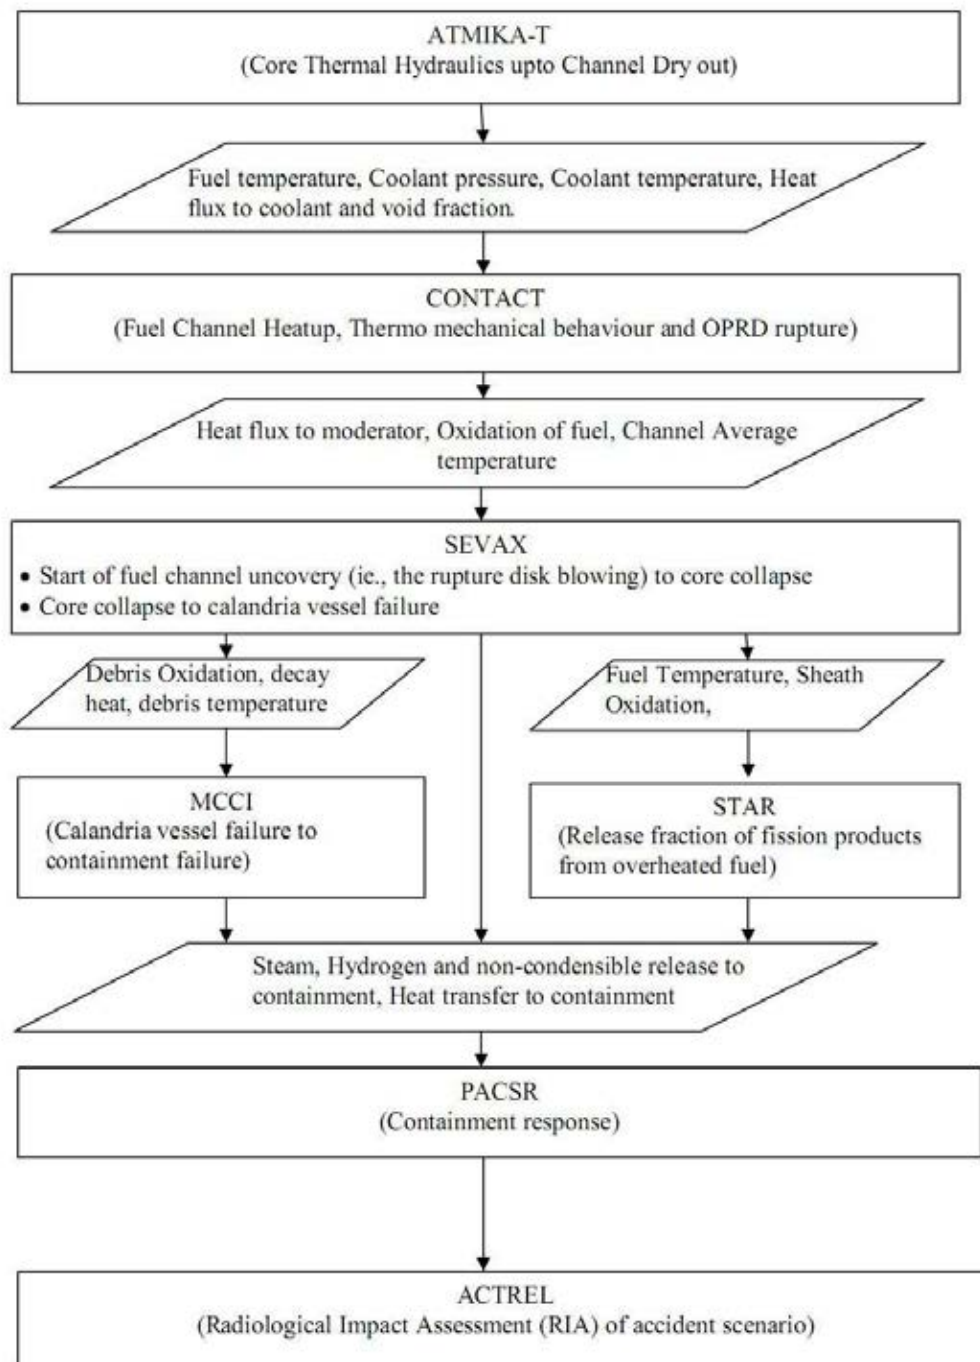 ATMIKA-T
(Core Thermal Hydraulics upto Channel Dry out)
Fuel temperature, Coolant pressure, Coolant temperature, Heat
flux to coolant and void fraction.
CONTACT
(Fuel Channel Heatup, Thermo mechanical behaviour and OPRD rupture)
Heat flux to moderator, Oxidation of fuel, Channel Average
temperature
SEVAX
• Start of fuel channel uncovery (ie., the rupture disk blowing) to core collapse
• Core collapse to calandria vessel failure
Debris Oxidation, decay
heat, debris temperature
Fuel Temperature, Sheath
Oxidation,
MCCI
(Calandria vessel failure to
containment failure)
STAR
(Release fraction of fission products
from overheated fuel)
Steam, Hydrogen and non-condensible release to
containment, Heat transfer to containment
PACSR
(Containment response)
ACTREL
(Radiological Impact Assessment (RIA) of accident scenario)